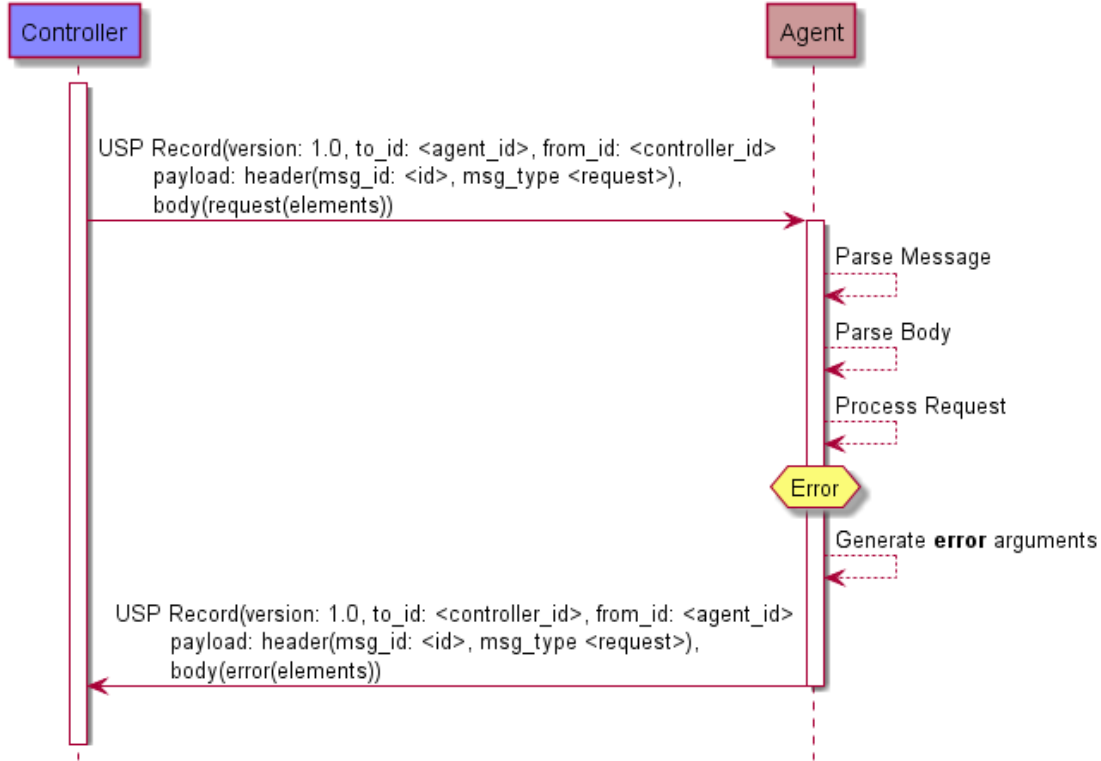 Controller
Agent
USP Record(version: 1.0, to_id: <agent_id>, from_id: <controller_id>
payload: header(msg_id: <id>, msg_type <request>),
body(request(elements))
Parse Message
Parse Body
Process Request
Error
Generate error arguments
USP Record(version: 1.0, to_id: <controller_id>, from_id: <agent_id>
payload: header(msg_id: <id>, msg_type <request>),
body(error(elements))